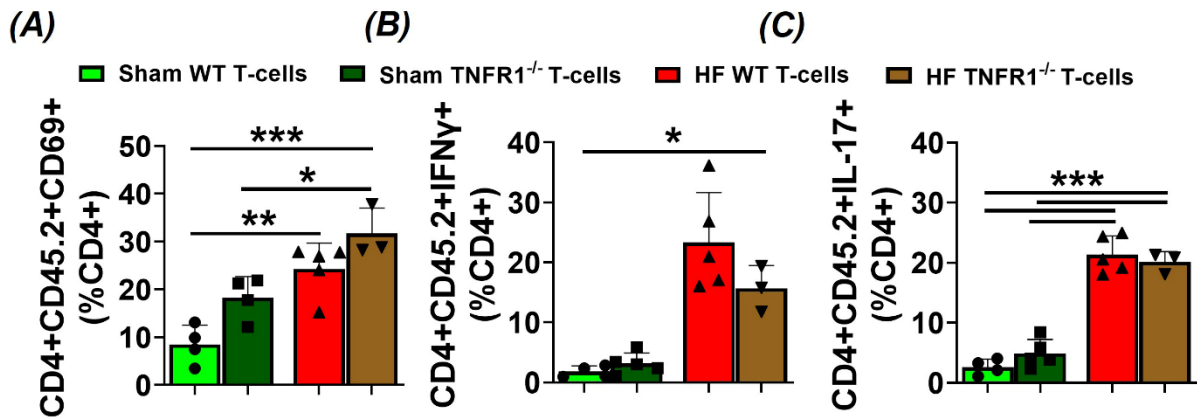 (A) (B) (C)
Sham WT T-cells Sham TNFR1-/- T-cells HF WT T-cells HF TNFR1-/- T-cells
CD4+CD45.2+CD69+
(%CD4+)
50
40
30
20
10
0
***
*
**
CD4+CD45.2+IFNγ+
(%CD4+)
40
30
20
10
0
*
CD4+CD45.2+IL-17+
(%CD4+)
40
30
20
10
0
***